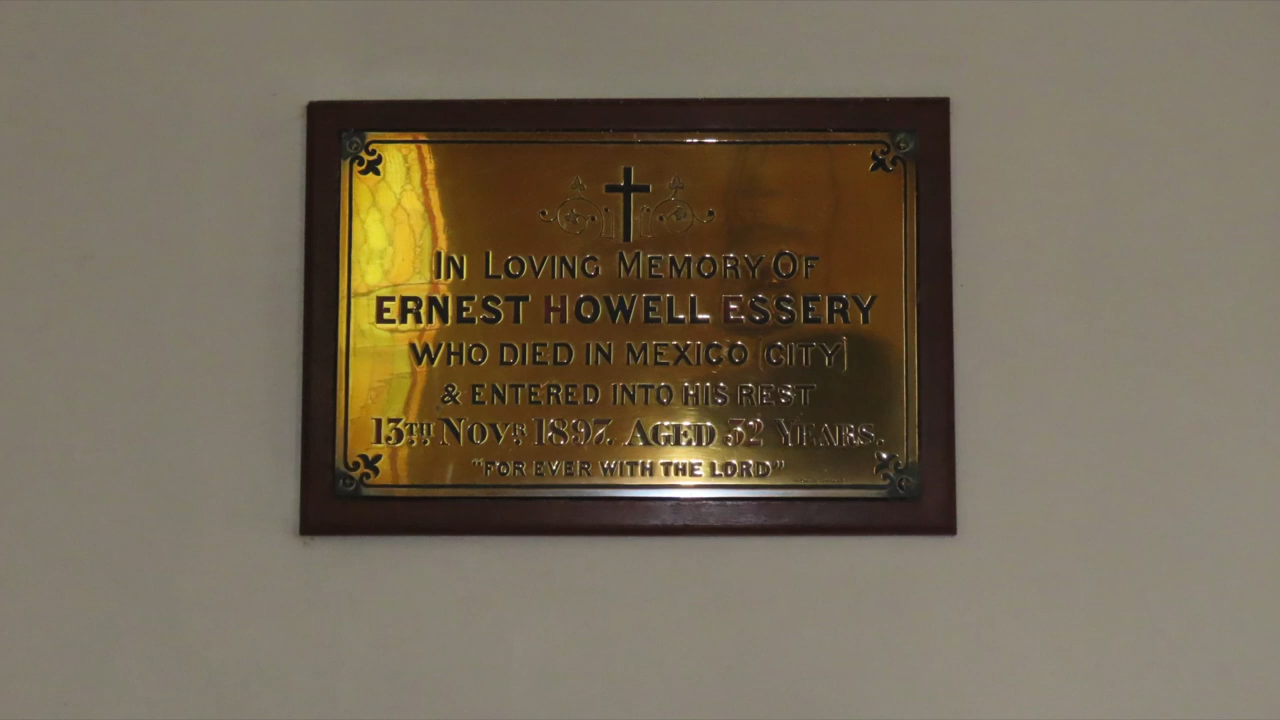 IN LOVING MEMORY OF
ERNEST HOWELL ESSERY
WHO DIED IN MEXICO (CITY)
& ENTERED INTO HIS REST
13TH NOVR 1897. AGED 32 YEARS.
"FOR EVER WITH THE LORD"